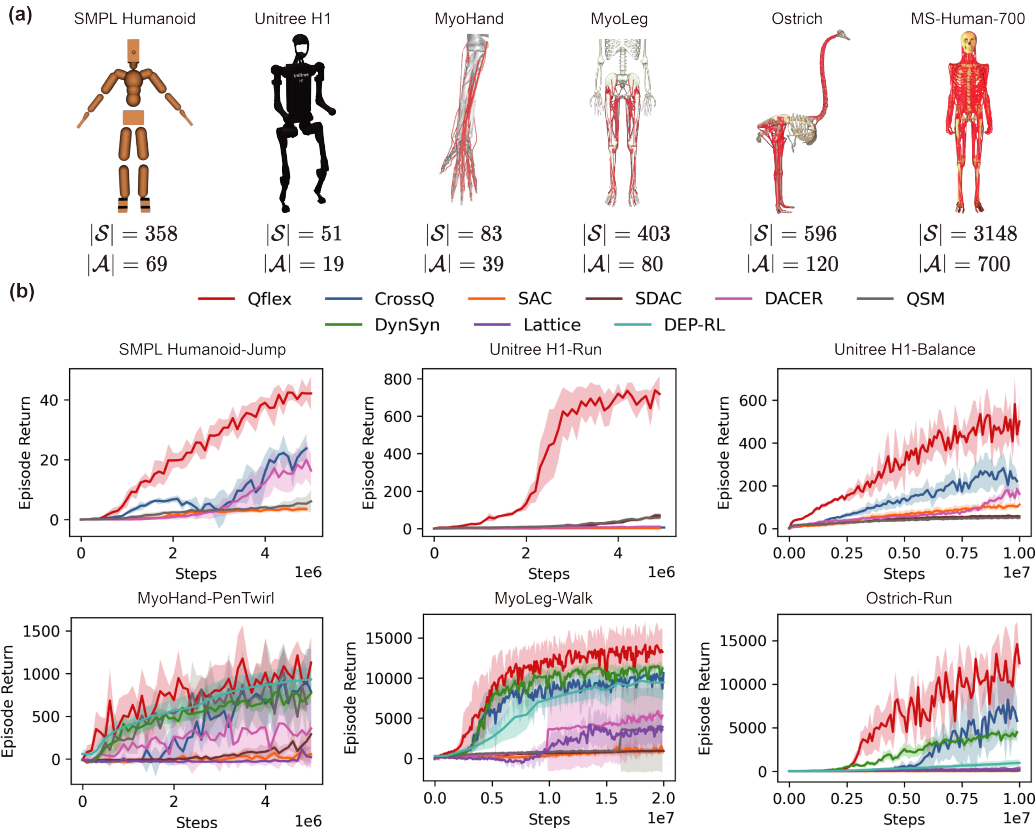 (a)
SMPL Humanoid Unitree H1 MyoHand MyoLeg Ostrich MS-Human-700
unitree
|S| = 358 |S| = 51 |S| = 83 |S| = 403 |S| = 596 |S| = 3148
|A| = 69 |A| = 19 |A| = 39 |A| = 80 |A| = 120 |A| = 700
(b)
Qflex CrossQ SAC SDAC DACER QSM
DynSyn Lattice DEP-RL
SMPL Humanoid-Jump
Episode Return
40
20
0
0 2 4
1e6
Steps
Unitree H1-Run
Episode Return
800
600
400
200
0
0 2 4
1e6
Steps
Unitree H1-Balance
Episode Return
600
400
200
0
0.00 0.25 0.50 0.75 1.00
1e7
Steps
MyoHand-PenTwirl
Episode Return
1500
1000
500
0
0 2 4
1e6
Steps
MyoLeg-Walk
Episode Return
15000
10000
5000
0
0.0 0.5 1.0 1.5 2.0
1e7
Steps
Ostrich-Run
Episode Return
15000
10000
5000
0
0.00 0.25 0.50 0.75 1.00
1e7
Steps